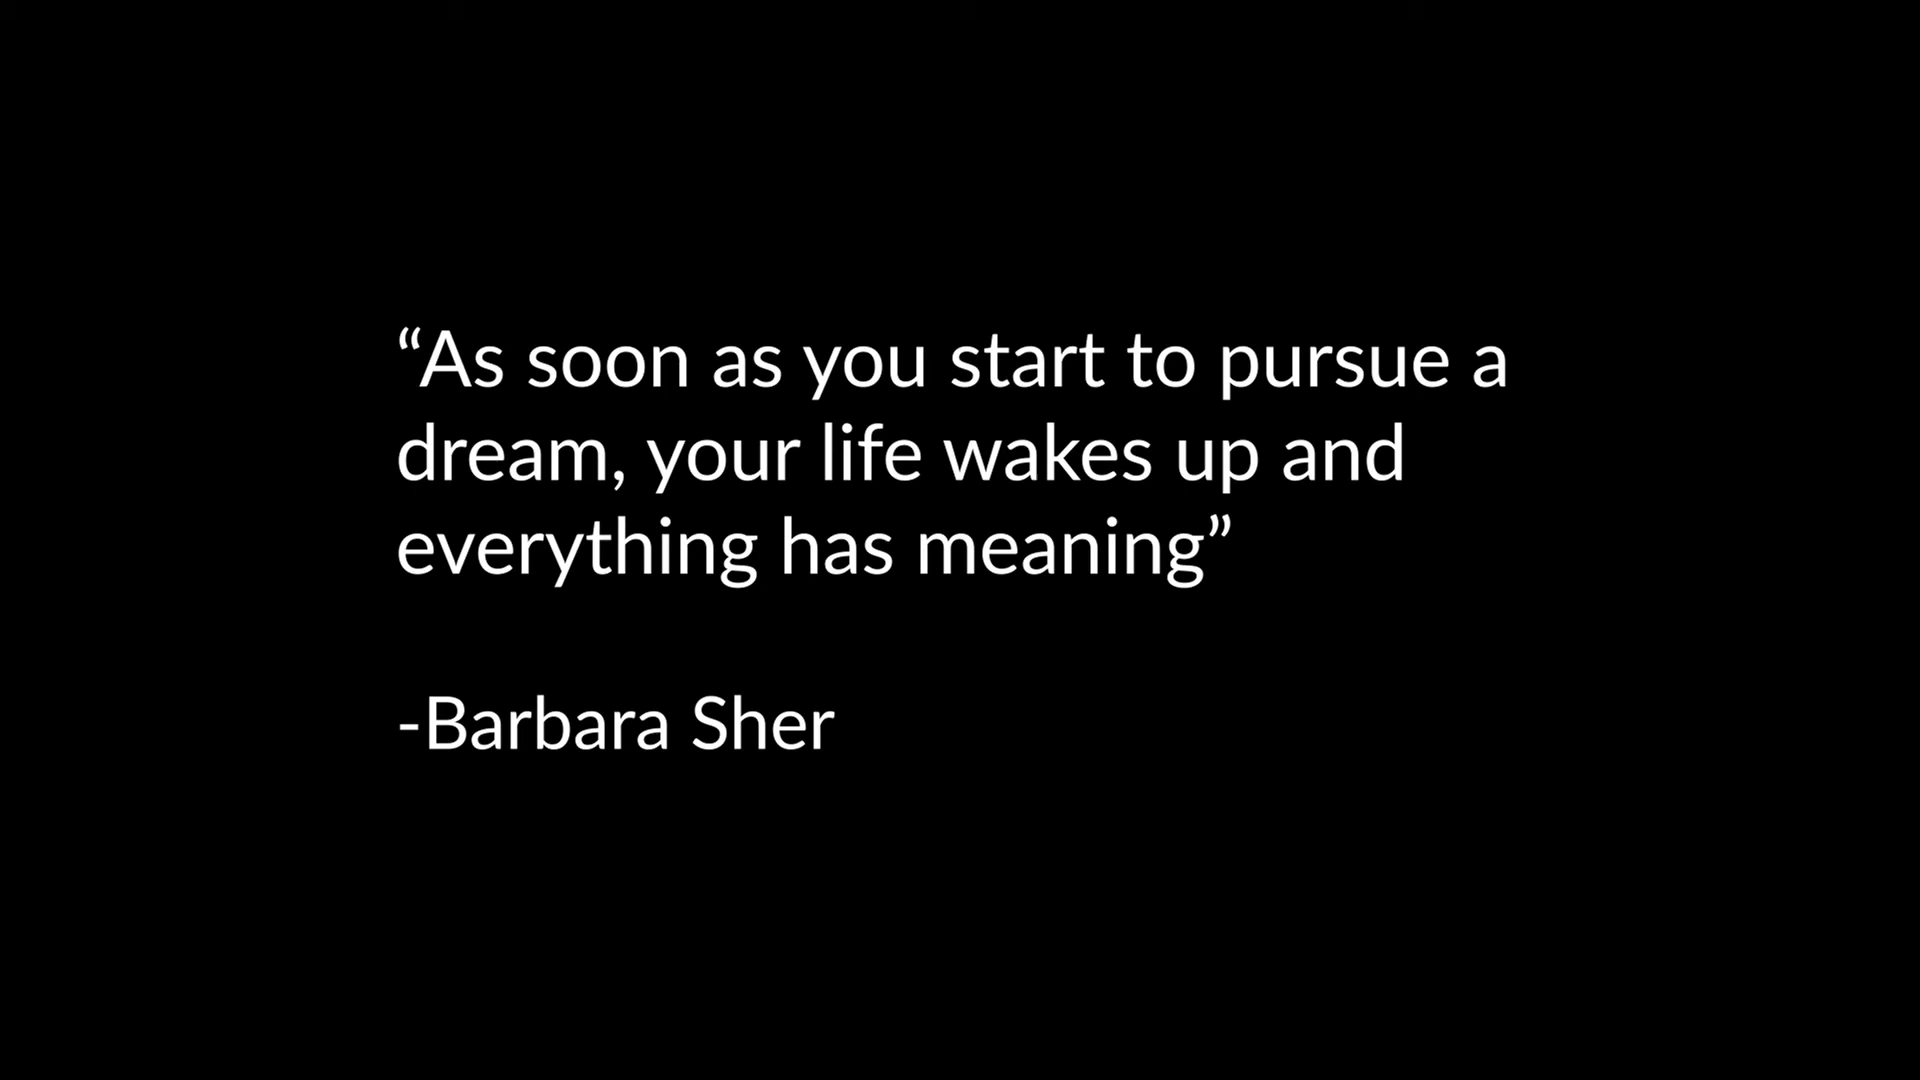 “As soon as you start to pursue a
dream, your life wakes up and
everything has meaning”
-Barbara Sher